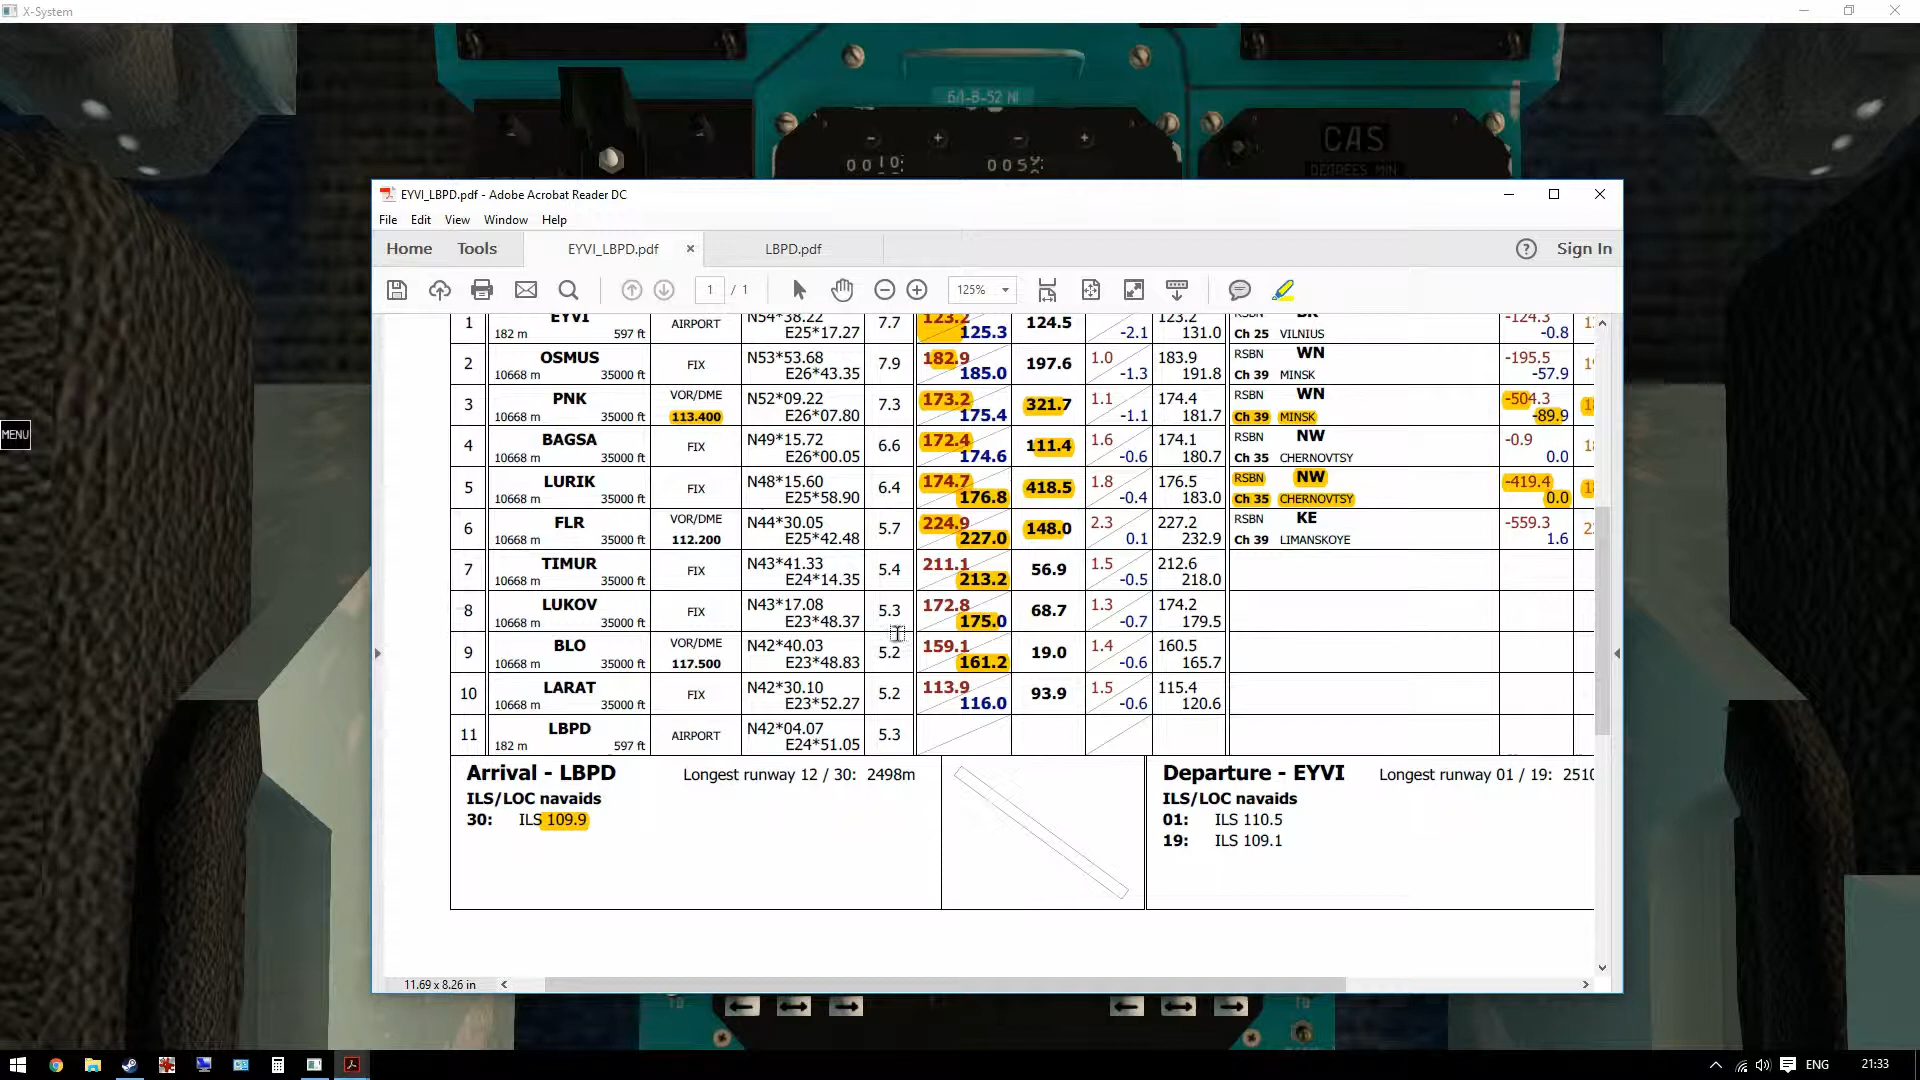 X-System
6Л-В-52 NI
CAS
DEGREES MIN
EYVI_LBPD.pdf - Adobe Acrobat Reader DC
File Edit View Window Help
Home Tools EYVI_LBPD.pdf LBPD.pdf Sign In
1 / 1 125%
MENU
1 EYVI AIRPORT N54*38.22 7.7 123.2 124.5 123.2 RSBN -124.3
182 m 597 ft E25*17.27 125.3 -2.1 131.0 Ch 25 VILNIUS -0.8
2 OSMUS FIX N53*53.68 7.9 182.9 197.6 1.0 183.9 RSBN WN -195.5
10668 m 35000 ft E26*43.35 185.0 -1.3 191.8 Ch 39 MINSK -57.9
3 PNK VOR/DME N52*09.22 7.3 173.2 321.7 1.1 174.4 RSBN WN -504.3
10668 m 35000 ft 113.400 E26*07.80 175.4 -1.1 181.7 Ch 39 MINSK -89.9
4 BAGSA FIX N49*15.72 6.6 172.4 111.4 1.6 174.1 RSBN NW -0.9
10668 m 35000 ft E26*00.05 174.6 -0.6 180.7 Ch 35 CHERNOVTSY 0.0
5 LURIK FIX N48*15.60 6.4 174.7 418.5 1.8 176.5 RSBN NW -419.4
10668 m 35000 ft E25*58.90 176.8 -0.4 183.0 Ch 35 CHERNOVTSY 0.0
6 FLR VOR/DME N44*30.05 5.7 224.9 148.0 2.3 227.2 RSBN KE -559.3
10668 m 35000 ft 112.200 E25*42.48 227.0 0.1 232.9 Ch 39 LIMANSKOYE 1.6
7 TIMUR FIX N43*41.33 5.4 211.1 56.9 1.5 212.6
10668 m 35000 ft E24*14.35 213.2 -0.5 218.0
8 LUKOV FIX N43*17.08 5.3 172.8 68.7 1.3 174.2
10668 m 35000 ft E23*48.37 175.0 -0.7 179.5
9 BLO VOR/DME N42*40.03 5.2 159.1 19.0 1.4 160.5
10668 m 35000 ft 117.500 E23*48.83 161.2 -0.6 165.7
10 LARAT FIX N42*30.10 5.2 113.9 93.9 1.5 115.4
10668 m 35000 ft E23*52.27 116.0 -0.6 120.6
11 LBPD AIRPORT N42*04.07 5.3
182 m 597 ft E24*51.05
Arrival - LBPD Longest runway 12 / 30: 2498m
ILS/LOC navaids
30: ILS 109.9
Departure - EYVI Longest runway 01 / 19: 2510
ILS/LOC navaids
01: ILS 110.5
19: ILS 109.1
11.69 x 8.26 in
ENG 21:33